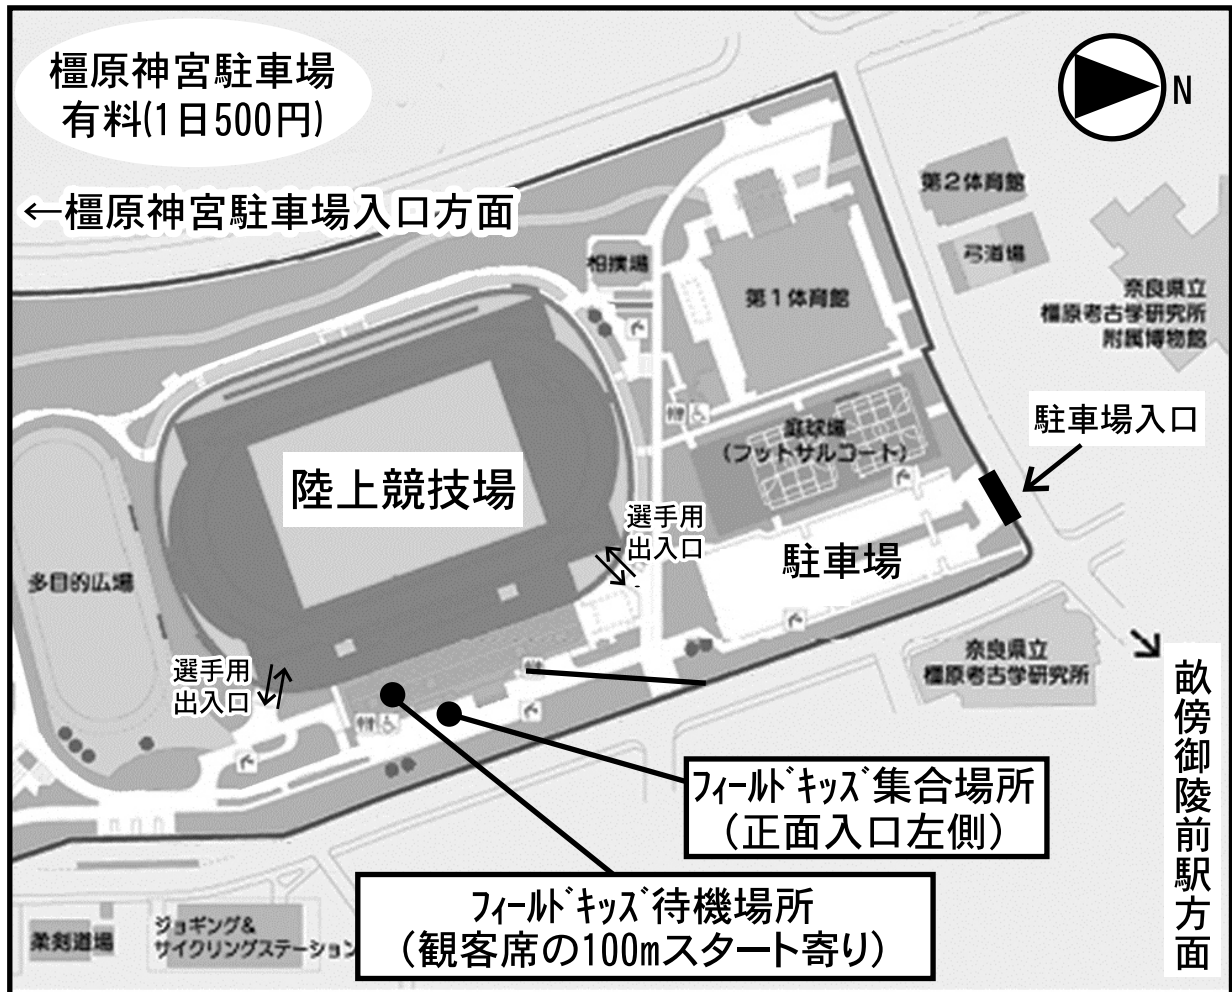 橿原神宮駐車場
有料(1日500円)
N
←橿原神宮駐車場入口方面
第2体育館
弓道場
相撲場
第1体育館
奈良県立
橿原考古学研究所
附属博物館
駐車場入口
庭球場
(フットサルコート)
陸上競技場
選手用
出入口
駐車場
多目的広場
選手用
出入口
奈良県立
橿原考古学研究所
畝傍御陵前駅方面
フィールドキッズ集合場所
(正面入口左側)
フィールドキッズ待機場所
(観客席の100mスタート寄り)
柔剣道場
ジョギング&
サイクリングステーション